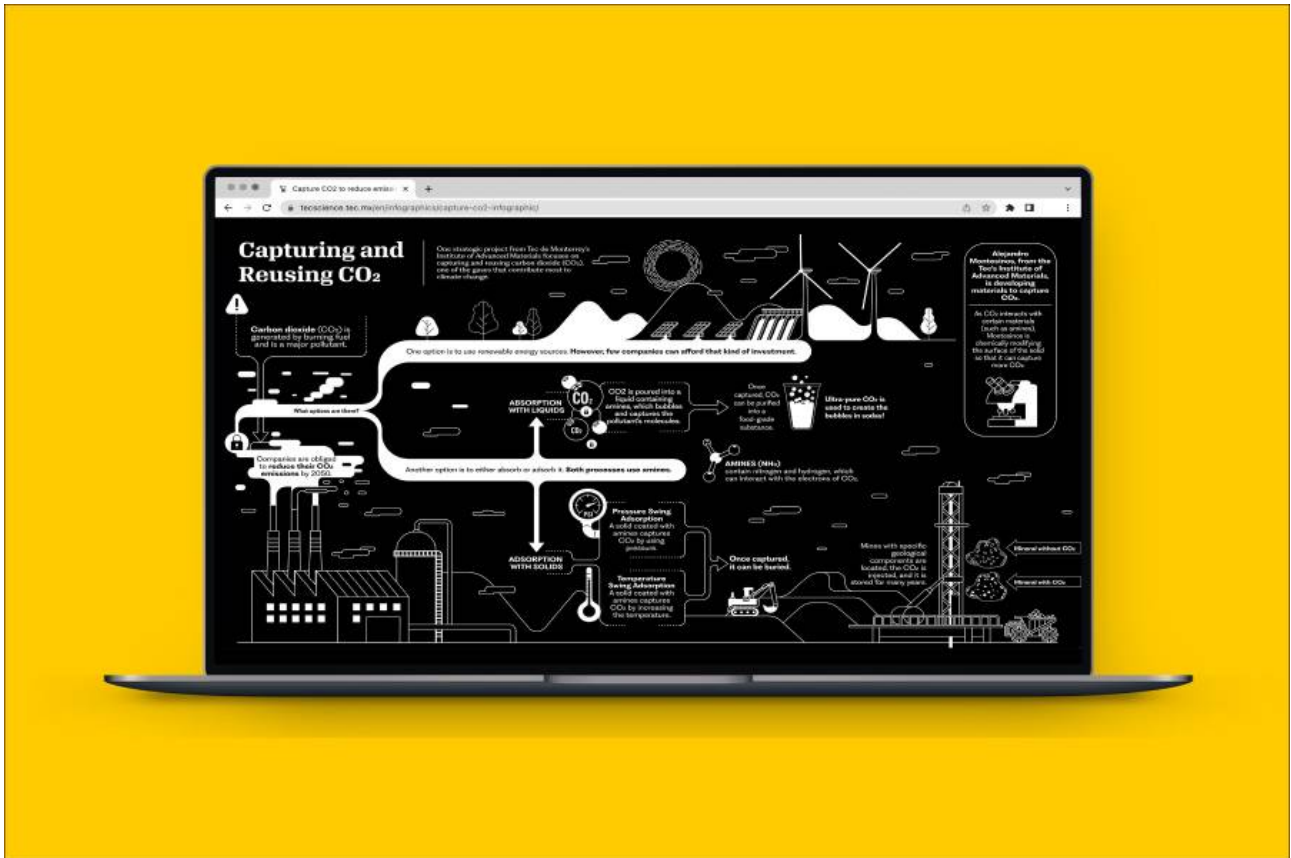 Capture CO2 to reduce emiss
tecscience.tec.mx/en/infographics/capture-co2-infographic/
Capturing and
Reusing CO₂
One strategic project from Tec de Monterrey's
Institute of Advanced Materials focuses on
capturing and reusing carbon dioxide (CO₂),
one of the gases that contribute most to
climate change.
Alejandro
Montesinos, from the
Tec's Institute of
Advanced Materials,
is developing
materials to capture
CO₂.
As CO₂ interacts with
certain materials
(such as amines),
Montesinos is
chemically modifying
the surface of the solid
so that it can capture
more CO₂.
Carbon dioxide (CO₂) is
generated by burning fuel
and is a major pollutant.
What options are there?
Companies are obliged
to reduce their CO₂
emissions by 2050.
One option is to use renewable energy sources. However, few companies can afford that kind of investment.
Another option is to either absorb or adsorb it. Both processes use amines.
ABSORPTION
WITH LIQUIDS
CO₂
CO₂
CO2 is poured into a
liquid containing
amines, which bubbles
and captures the
pollutant's molecules.
Once
captured, CO₂
can be purified
into a
food-grade
substance.
Ultra-pure CO₂ is
used to create the
bubbles in sodas!
AMINES (NH₂)
contain nitrogen and hydrogen, which
can interact with the electrons of CO₂.
ADSORPTION
WITH SOLIDS
PSI
Pressure Swing
Adsorption
A solid coated with
amines captures
CO₂ by using
pressure.
Temperature
Swing Adsorption
A solid coated with
amines captures
CO₂ by increasing
the temperature.
Once captured,
it can be buried.
Mines with specific
geological
components are
located, the CO₂ is
injected, and it is
stored for many years.
Mineral without CO₂
Mineral with CO₂